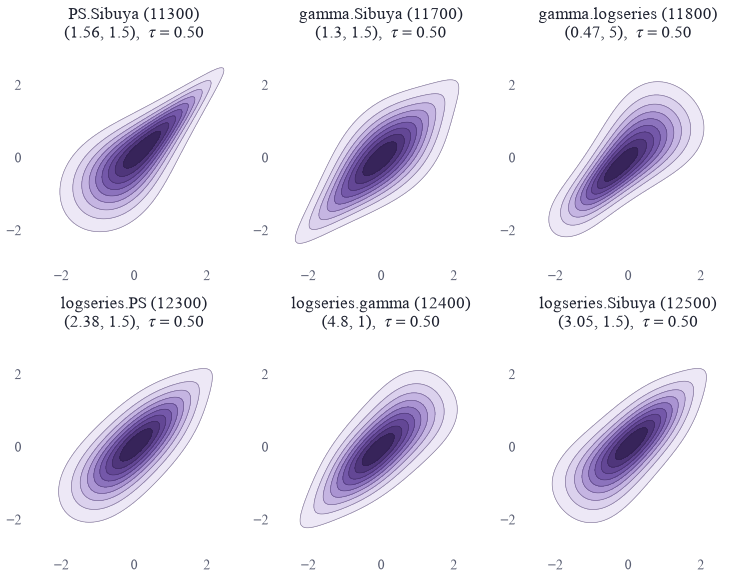 PS.Sibuya (11300)
(1.56, 1.5), τ = 0.50
gamma.Sibuya (11700)
(1.3, 1.5), τ = 0.50
gamma.logseries (11800)
(0.47, 5), τ = 0.50
2
0
−2
−2 0 2
2
0
−2
−2 0 2
2
0
−2
−2 0 2
logseries.PS (12300)
(2.38, 1.5), τ = 0.50
logseries.gamma (12400)
(4.8, 1), τ = 0.50
logseries.Sibuya (12500)
(3.05, 1.5), τ = 0.50
2
0
−2
−2 0 2
2
0
−2
−2 0 2
2
0
−2
−2 0 2